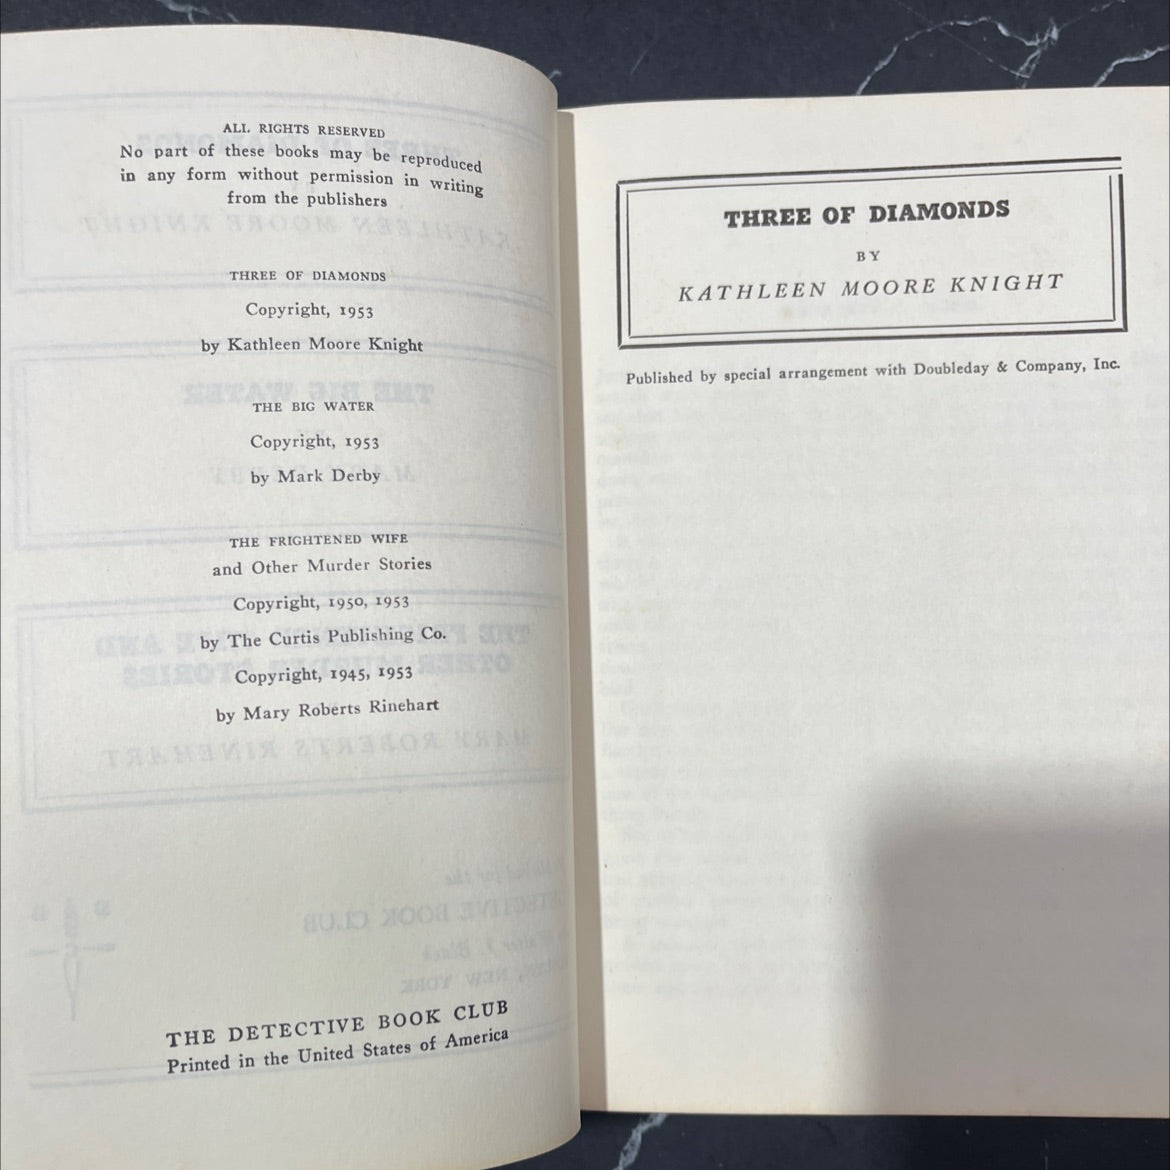 ALL RIGHTS RESERVED
No part of these books may be reproduced
in any form without permission in writing
from the publishers
THREE OF DIAMONDS
Copyright, 1953
by Kathleen Moore Knight
THE BIG WATER
Copyright, 1953
by Mark Derby
THE FRIGHTENED WIFE
and Other Murder Stories
Copyright, 1950, 1953
by The Curtis Publishing Co.
Copyright, 1945, 1953
by Mary Roberts Rinehart
THE DETECTIVE BOOK CLUB
Printed in the United States of America
THREE OF DIAMONDS
BY
KATHLEEN MOORE KNIGHT
Published by special arrangement with Doubleday & Company, Inc.